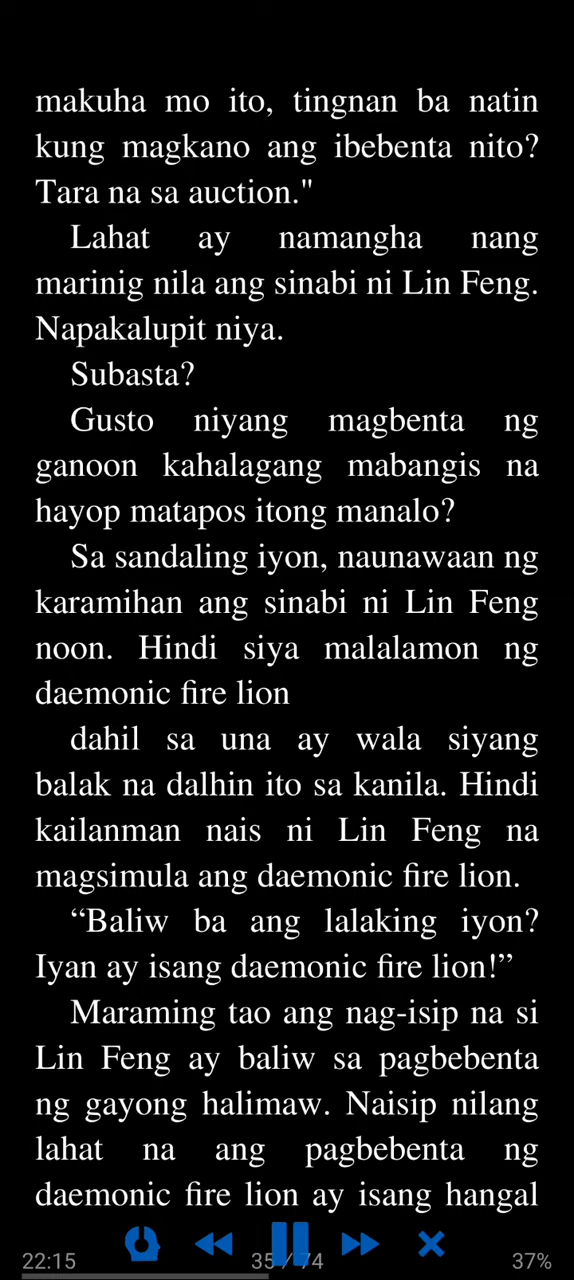 makuha mo ito, tingnan ba natin
kung magkano ang ibebenta nito?
Tara na sa auction."
Lahat ay namangha nang
marinig nila ang sinabi ni Lin Feng.
Napakalupit niya.
Subasta?
Gusto niyang magbenta ng
ganoon kahalagang mabangis na
hayop matapos itong manalo?
Sa sandaling iyon, naunawaan ng
karamihan ang sinabi ni Lin Feng
noon. Hindi siya malalamon ng
daemonic fire lion
dahil sa una ay wala siyang
balak na dalhin ito sa kanila. Hindi
kailanman nais ni Lin Feng na
magsimula ang daemonic fire lion.
“Baliw ba ang lalaking iyon?
Iyan ay isang daemonic fire lion!”
Maraming tao ang nag-isip na si
Lin Feng ay baliw sa pagbebenta
ng gayong halimaw. Naisip nilang
lahat na ang pagbebenta ng
daemonic fire lion ay isang hangal
22:15 35 / 74 37%